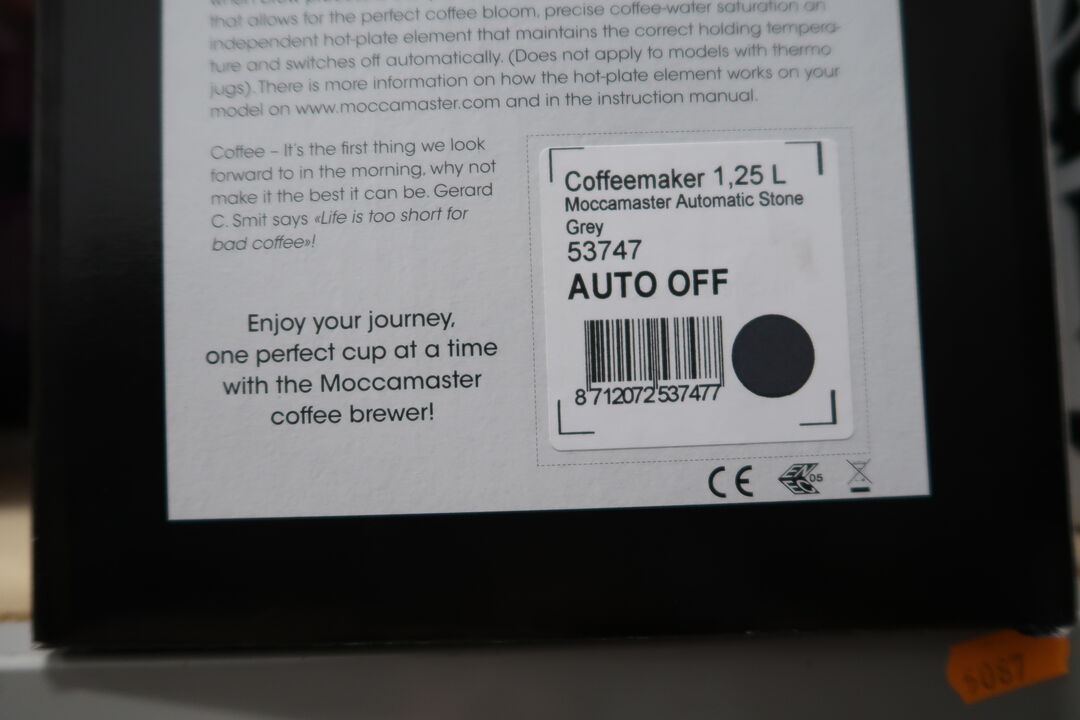 that allows for the perfect coffee bloom, precise coffee-water saturation an
independent hot-plate element that maintains the correct holding tempera-
ture and switches off automatically. (Does not apply to models with thermo
jugs). There is more information on how the hot-plate element works on your
model on www.moccamaster.com and in the instruction manual.
Coffee – It's the first thing we look
forward to in the morning, why not
make it the best it can be. Gerard
C. Smit says «Life is too short for
bad coffee»!
Enjoy your journey,
one perfect cup at a time
with the Moccamaster
coffee brewer!
Coffeemaker 1,25 L
Moccamaster Automatic Stone
Grey
53747
AUTO OFF
8 712072 537477
CE
ENEC 05